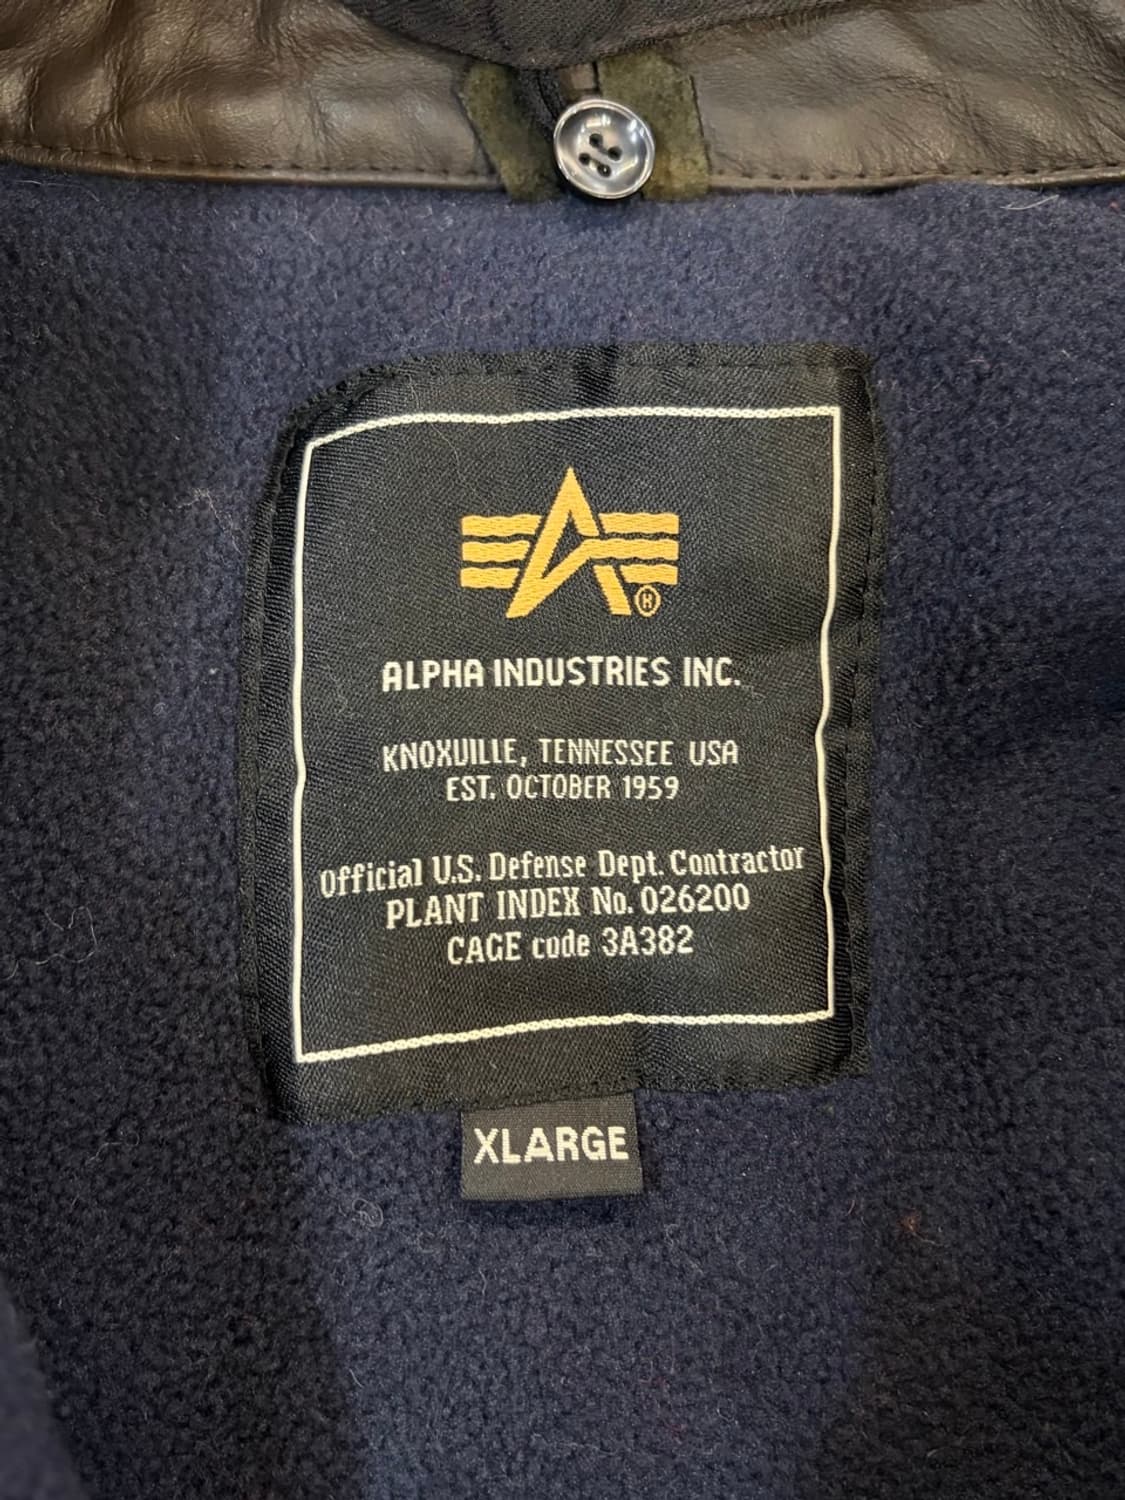 ALPHA INDUSTRIES INC.
KNOXVILLE, TENNESSEE USA
EST. OCTOBER 1959
Official U.S. Defense Dept. Contractor
PLANT INDEX No. 026200
CAGE code 3A382
XLARGE